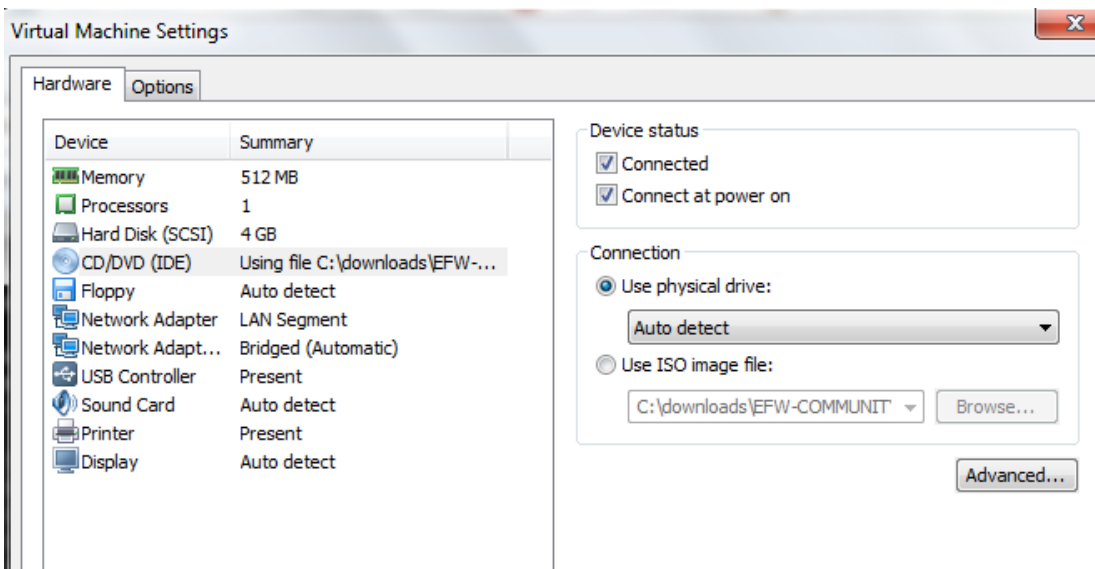 Virtual Machine Settings
Hardware Options
Device Summary
Memory 512 MB
Processors 1
Hard Disk (SCSI) 4 GB
CD/DVD (IDE) Using file C:\downloads\EFW-...
Floppy Auto detect
Network Adapter LAN Segment
Network Adapt... Bridged (Automatic)
USB Controller Present
Sound Card Auto detect
Printer Present
Display Auto detect
Device status
Connected
Connect at power on
Connection
Use physical drive:
Auto detect
Use ISO image file:
C:\downloads\EFW-COMMUNIT Browse...
Advanced...